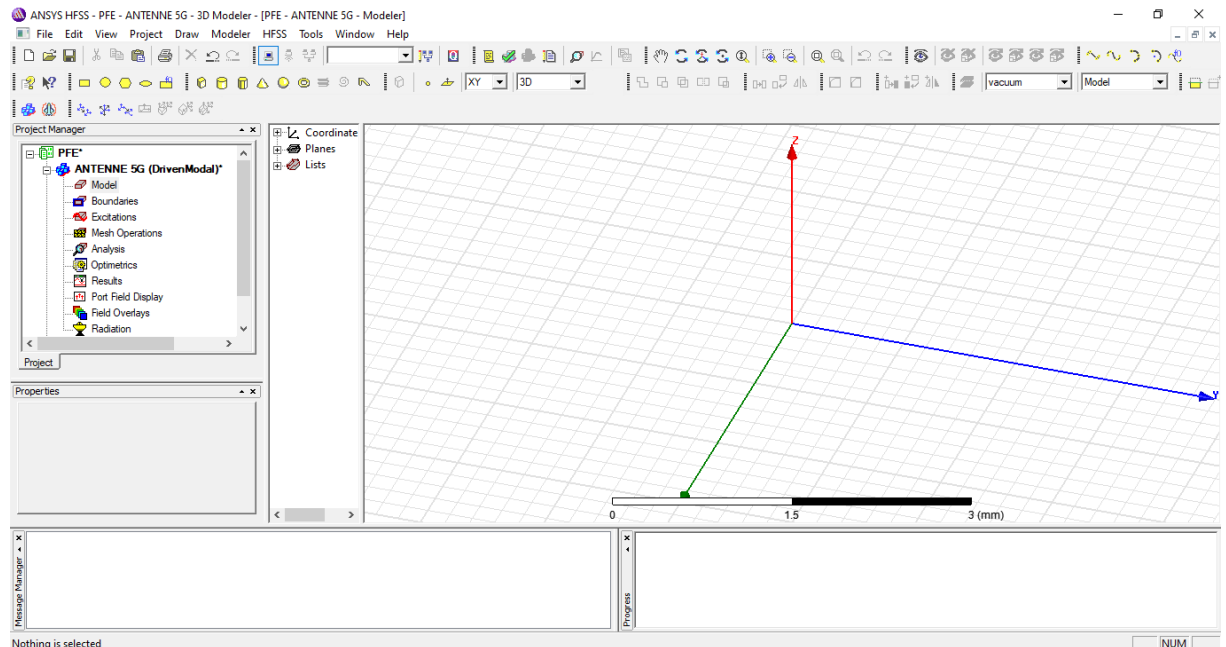 ANSYS HFSS - PFE - ANTENNE 5G - 3D Modeler - [PFE - ANTENNE 5G - Modeler]
File Edit View Project Draw Modeler HFSS Tools Window Help
XY 3D vacuum Model
Project Manager
PFE*
ANTENNE 5G (DrivenModal)*
Model
Boundaries
Excitations
Mesh Operations
Analysis
Optimetrics
Results
Port Field Display
Field Overlays
Radiation
Project
Properties
Coordinate
Planes
Lists
Z
Y
0 1.5 3 (mm)
Message Manager
Progress
Nothing is selected
NUM